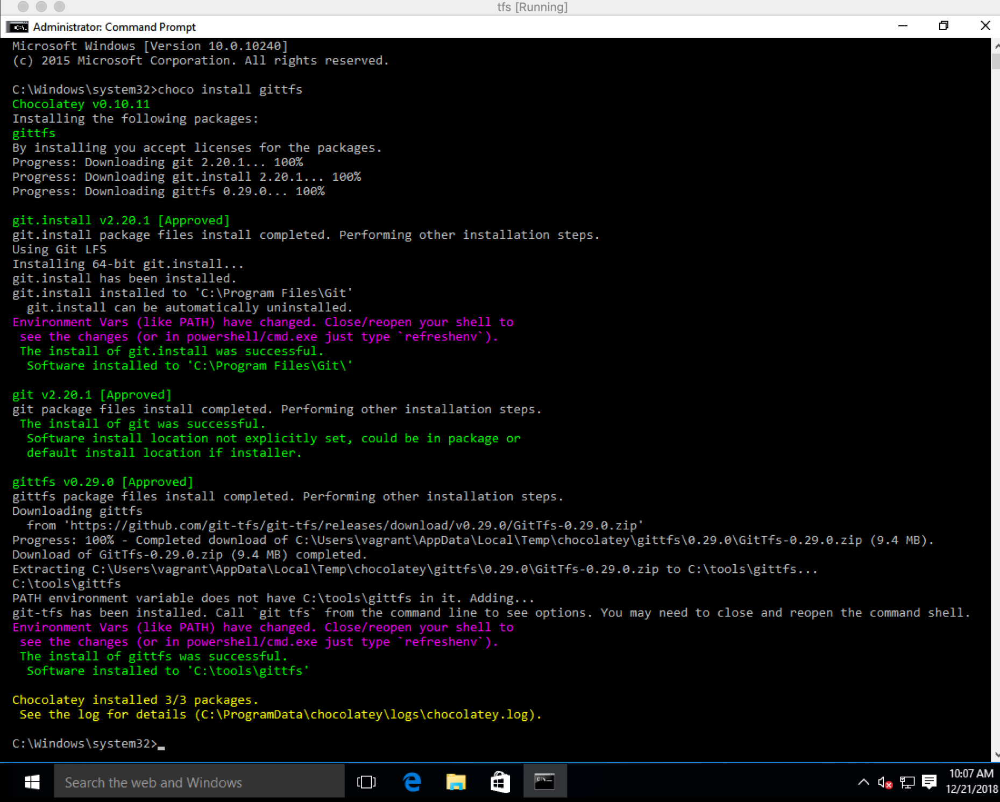 tfs [Running]
Administrator: Command Prompt
Microsoft Windows [Version 10.0.10240]
(c) 2015 Microsoft Corporation. All rights reserved.
C:\Windows\system32>choco install gittfs
Chocolatey v0.10.11
Installing the following packages:
gittfs
By installing you accept licenses for the packages.
Progress: Downloading git 2.20.1... 100%
Progress: Downloading git.install 2.20.1... 100%
Progress: Downloading gittfs 0.29.0... 100%
git.install v2.20.1 [Approved]
git.install package files install completed. Performing other installation steps.
Using Git LFS
Installing 64-bit git.install...
git.install has been installed.
git.install installed to 'C:\Program Files\Git'
  git.install can be automatically uninstalled.
Environment Vars (like PATH) have changed. Close/reopen your shell to
 see the changes (or in powershell/cmd.exe just type `refreshenv`).
 The install of git.install was successful.
  Software installed to 'C:\Program Files\Git\'
git v2.20.1 [Approved]
git package files install completed. Performing other installation steps.
 The install of git was successful.
  Software install location not explicitly set, could be in package or
  default install location if installer.
gittfs v0.29.0 [Approved]
gittfs package files install completed. Performing other installation steps.
Downloading gittfs
  from 'https://github.com/git-tfs/git-tfs/releases/download/v0.29.0/GitTfs-0.29.0.zip'
Progress: 100% - Completed download of C:\Users\vagrant\AppData\Local\Temp\chocolatey\gittfs\0.29.0\GitTfs-0.29.0.zip (9.4 MB).
Download of GitTfs-0.29.0.zip (9.4 MB) completed.
Extracting C:\Users\vagrant\AppData\Local\Temp\chocolatey\gittfs\0.29.0\GitTfs-0.29.0.zip to C:\tools\gittfs...
C:\tools\gittfs
PATH environment variable does not have C:\tools\gittfs in it. Adding...
git-tfs has been installed. Call `git tfs` from the command line to see options. You may need to close and reopen the command shell.
Environment Vars (like PATH) have changed. Close/reopen your shell to
 see the changes (or in powershell/cmd.exe just type `refreshenv`).
 The install of gittfs was successful.
  Software installed to 'C:\tools\gittfs'
Chocolatey installed 3/3 packages.
 See the log for details (C:\ProgramData\chocolatey\logs\chocolatey.log).
C:\Windows\system32>_
Search the web and Windows
10:07 AM
12/21/2018